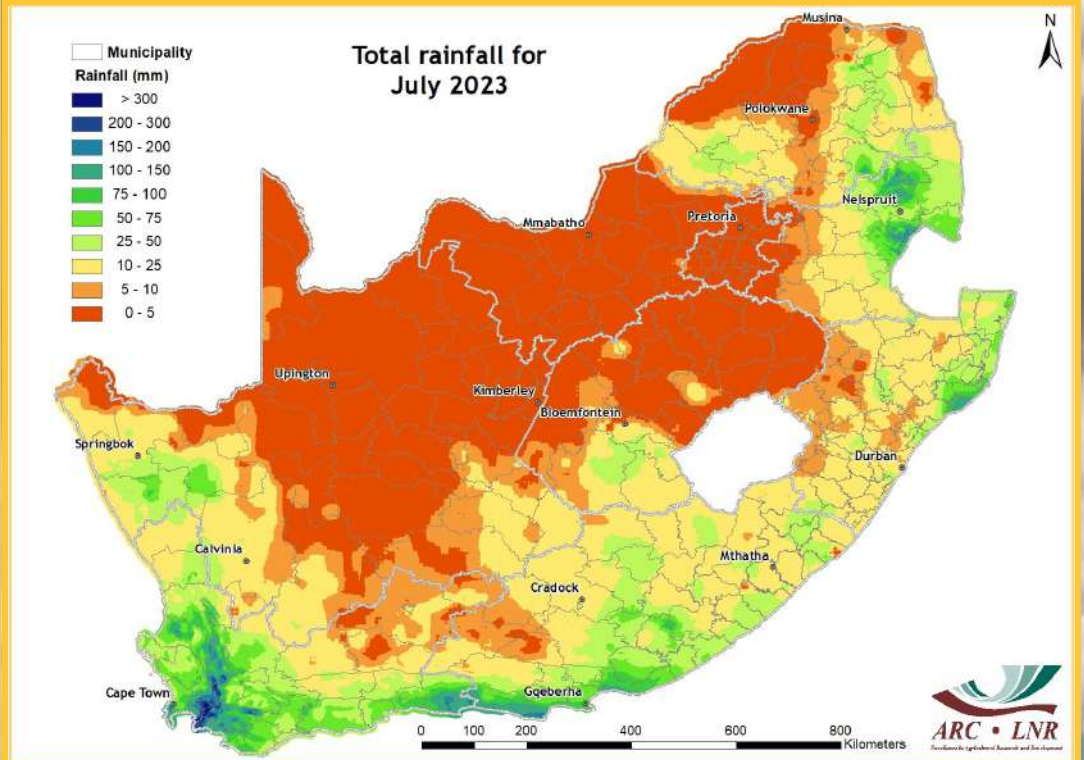 Total rainfall for
July 2023
Municipality
Rainfall (mm)
> 300
200 - 300
150 - 200
100 - 150
75 - 100
50 - 75
25 - 50
10 - 25
5 - 10
0 - 5
N
Musina
Polokwane
Nelspruit
Pretoria
Mmabatho
Upington
Kimberley
Bloemfontein
Springbok
Durban
Calvinia
Mthatha
Cradock
Cape Town
Gqeberha
0 100 200 400 600 800
Kilometers
ARC • LNR